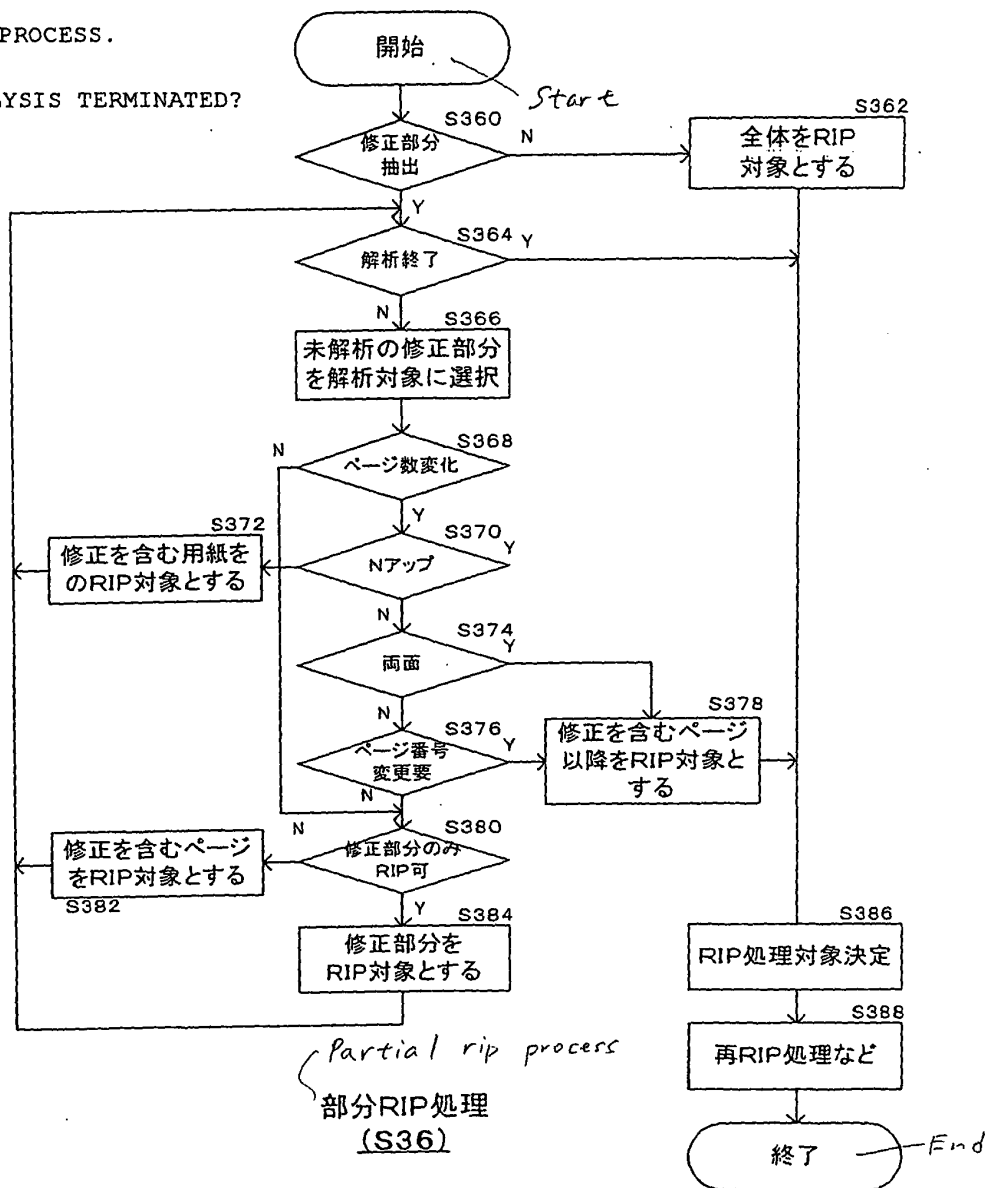 PROCESS.
LYSIS TERMINATED?
開始
Start
S360
修正部分
抽出
N
S362
全体をRIP
対象とする
Y
S364
Y
解析終了
N
S366
未解析の修正部分
を解析対象に選択
S368
N
ページ数変化
Y
S370
Y
Nアップ
S372
修正を含む用紙を
のRIP対象とする
N
S374
Y
両面
N
S376
Y
ページ番号
変更要
N
S378
修正を含むページ
以降をRIP対象と
する
S380
N
修正部分のみ
RIP可
修正を含むページ
をRIP対象とする
S382
Y
S384
修正部分を
RIP対象とする
S386
RIP処理対象決定
S388
再RIP処理など
終了
End
Partial rip process
部分RIP処理
(S36)